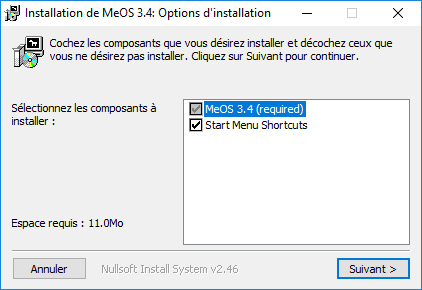 Installation de MeOS 3.4: Options d'installation
Cochez les composants que vous désirez installer et décochez ceux que
vous ne désirez pas installer. Cliquez sur Suivant pour continuer.
Sélectionnez les composants à
installer :
MeOS 3.4 (required)
Start Menu Shortcuts
Espace requis : 11.0Mo
Annuler
Nullsoft Install System v2.46
Suivant >